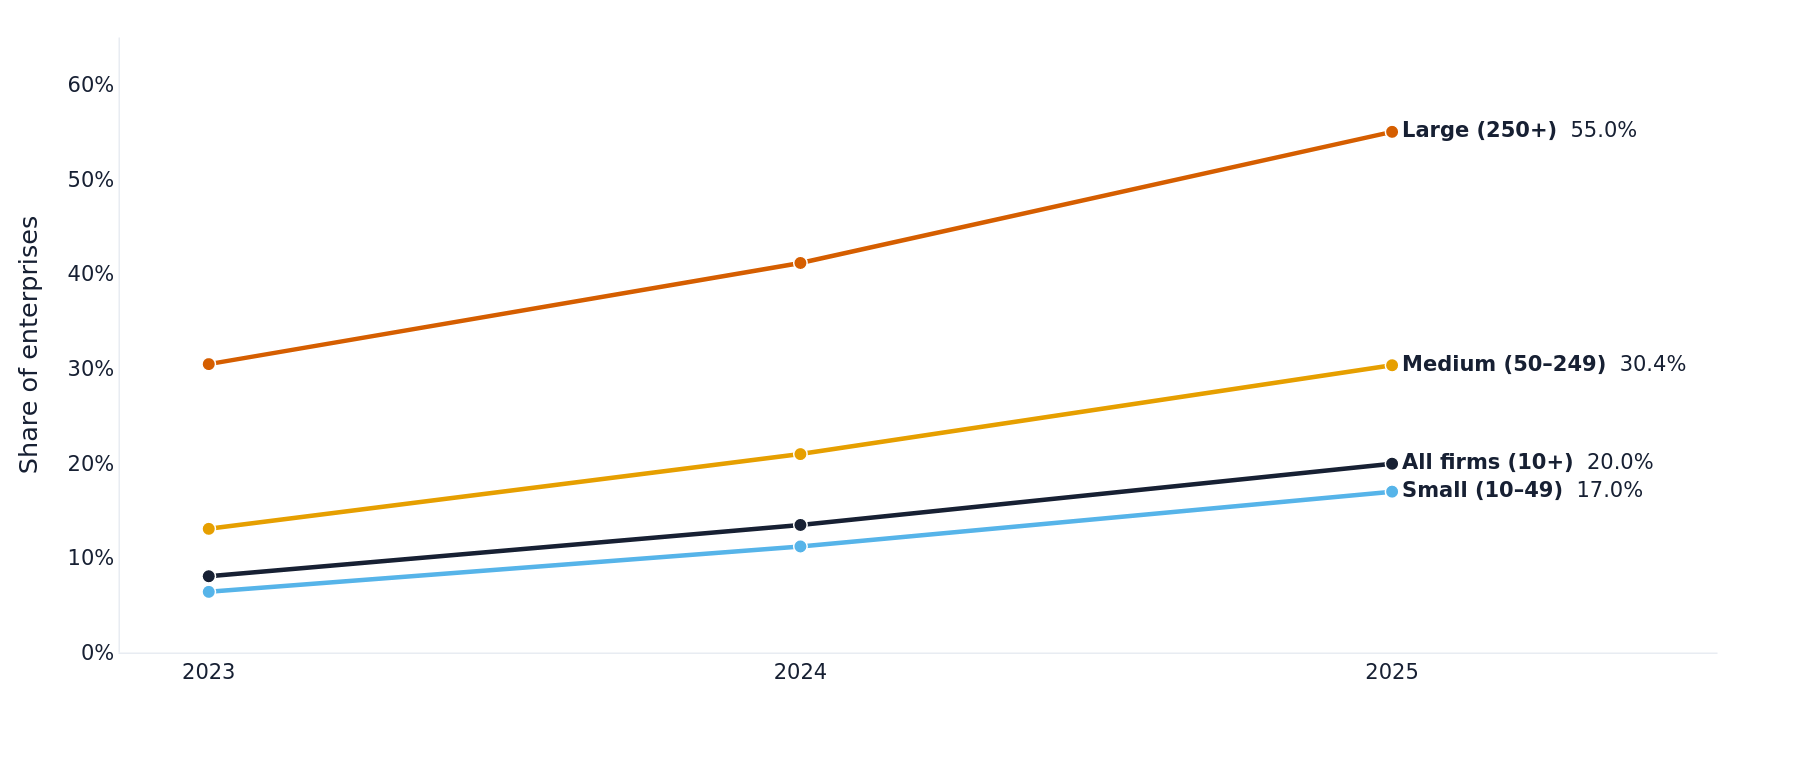 Share of enterprises
60%
50%
40%
30%
20%
10%
0%
2023
2024
2025
Large (250+) 55.0%
Medium (50–249) 30.4%
All firms (10+) 20.0%
Small (10–49) 17.0%